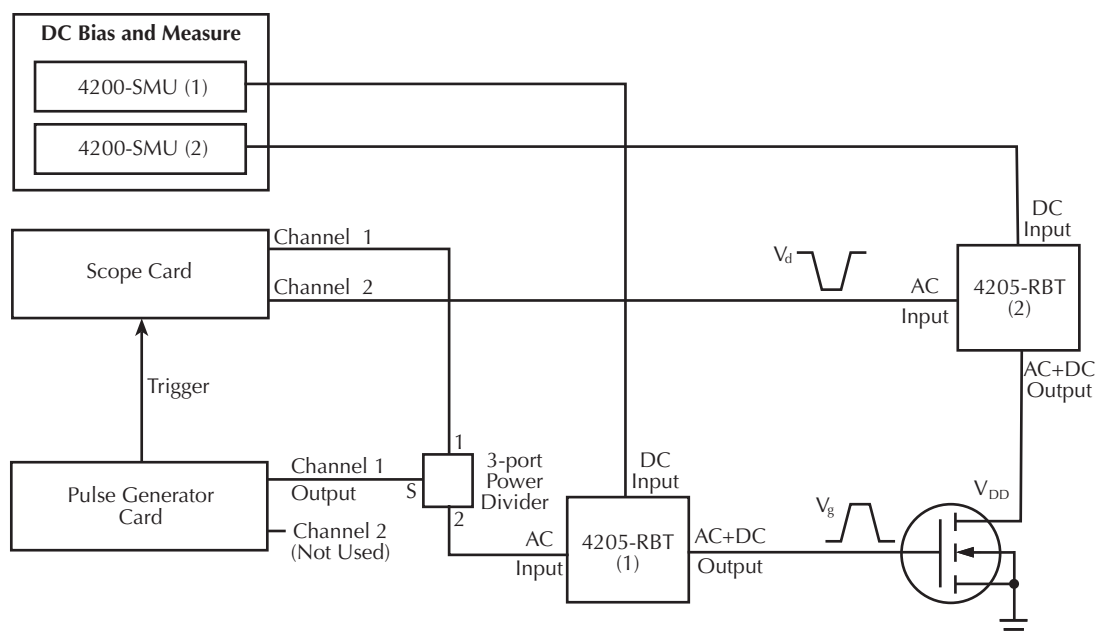 DC Bias and Measure
4200-SMU (1)
4200-SMU (2)
Scope Card
Channel 1
Channel 2
Trigger
Pulse Generator
Card
Channel 1
Output
Channel 2
(Not Used)
S
1
2
3-port
Power
Divider
DC
Input
AC
Input
4205-RBT
(1)
AC+DC
Output
Vd
AC
Input
DC
Input
4205-RBT
(2)
AC+DC
Output
Vg
VDD